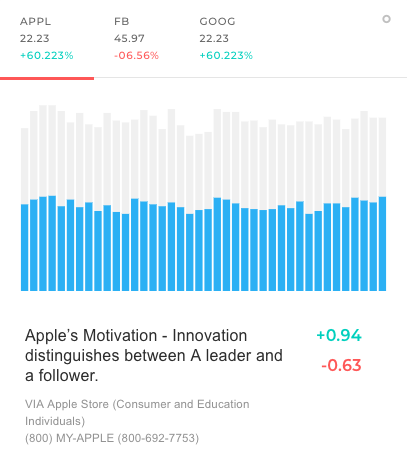 APPL FB GOOG
22.23 45.97 22.23
+60.223% -06.56% +60.223%
Apple's Motivation - Innovation
distinguishes between A leader and
a follower.
+0.94
-0.63
VIA Apple Store (Consumer and Education
Individuals)
(800) MY-APPLE (800-692-7753)